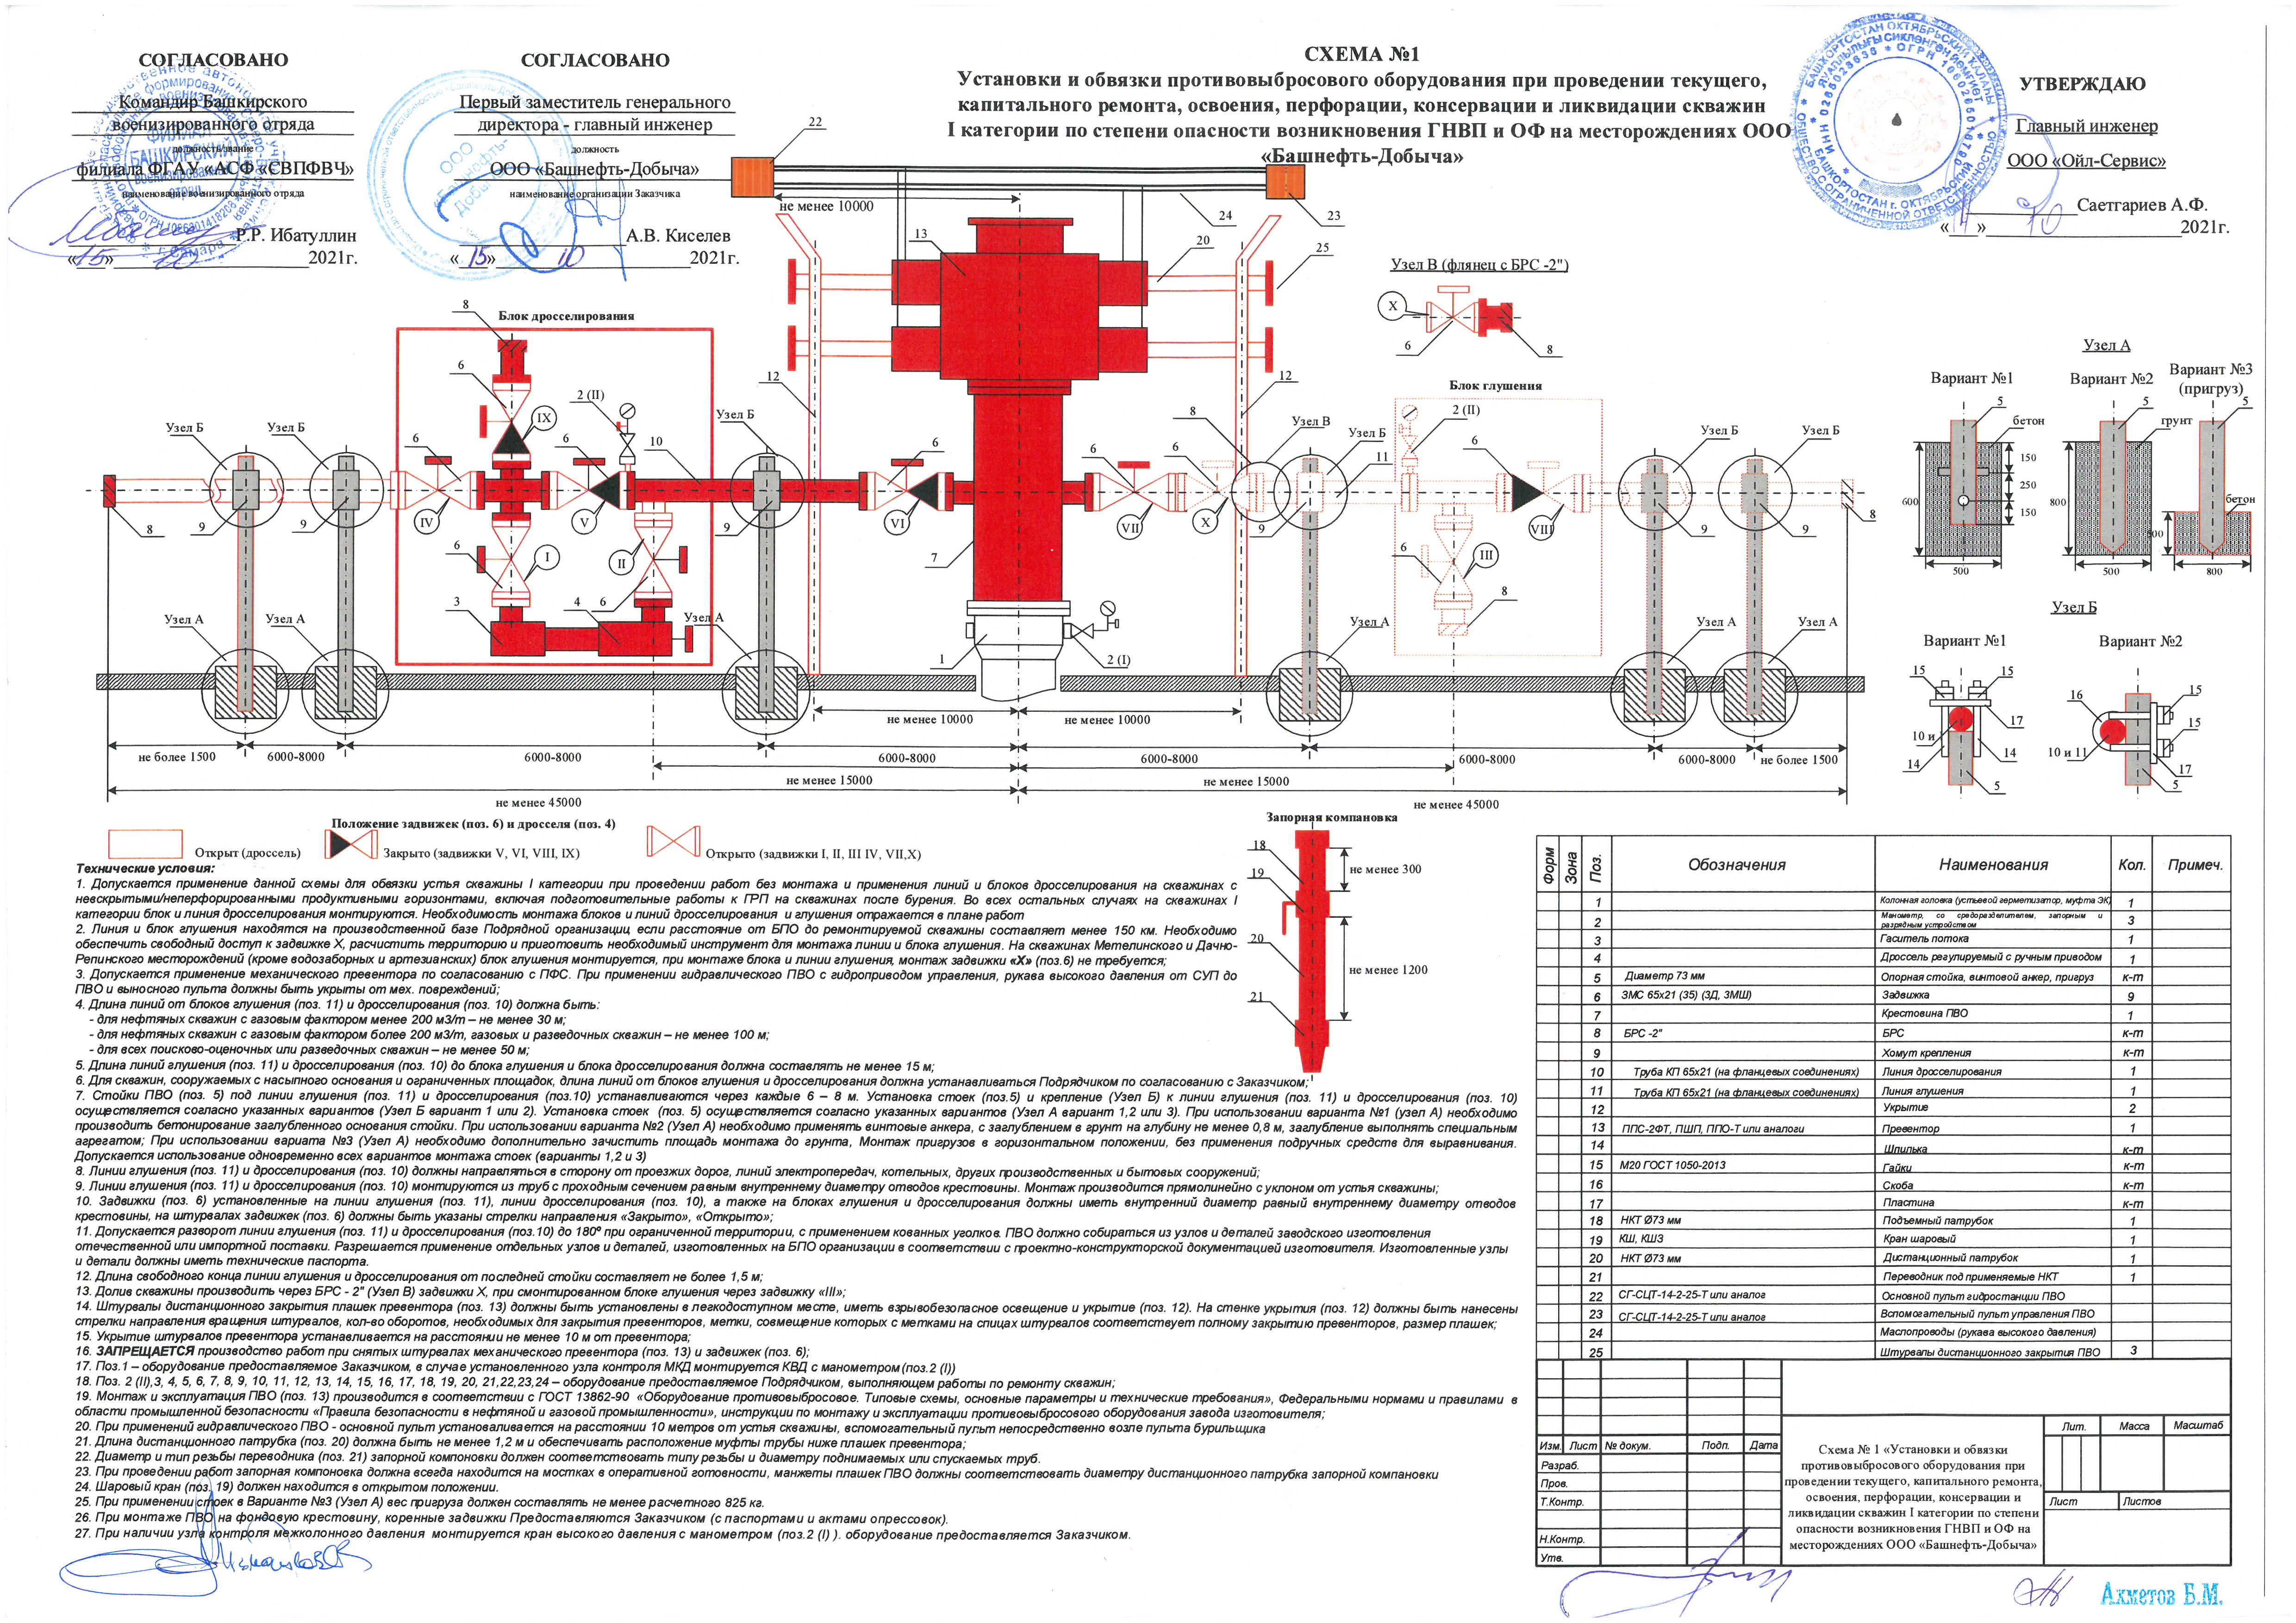 СОГЛАСОВАНО
Командир Башкирского
военизированного отряда
должность/звание
филиала ФГАУ «АСФ «СВПФВЧ»
наименование военизированного отряда
Р.Р. Ибатуллин
«15» 10 2021г.
СОГЛАСОВАНО
Первый заместитель генерального
директора - главный инженер
должность
ООО «Башнефть-Добыча»
наименование организации Заказчика
А.В. Киселев
«15» 10 2021г.
СХЕМА №1
Установки и обвязки противовыбросового оборудования при проведении текущего,
капитального ремонта, освоения, перфорации, консервации и ликвидации скважин
I категории по степени опасности возникновения ГНВП и ОФ на месторождениях ООО
«Башнефть-Добыча»
УТВЕРЖДАЮ
Главный инженер
ООО «Ойл-Сервис»
Саетгариев А.Ф.
« » 10 2021г.
22
не менее 10000
24
23
13
20
25
Узел В (флянец с БРС -2")
X
6
8
8
Блок дросселирования
6
2 (II)
IX
12
12
Блок глушения
Узел А
Вариант №1
Вариант №2
Вариант №3
(пригруз)
5
бетон
5
грунт
5
600
150
250
150
500
800
500
бетон
800
Узел Б
Узел Б
6
6
10
Узел Б
6
6
8
Узел В
Узел Б
11
2 (II)
6
Узел Б
Узел Б
8
9
9
IV
V
9
VI
VII
X
9
VIII
9
9
8
6
I
II
7
6
III
3
4
6
8
Узел А
Узел А
Узел А
1
2 (I)
Узел А
Узел А
Узел А
Узел Б
Вариант №1
Вариант №2
15
15
17
10 и
14
14
5
16
15
15
10 и 11
17
5
не менее 10000
не менее 10000
не более 1500
6000-8000
6000-8000
6000-8000
6000-8000
6000-8000
6000-8000
не более 1500
не менее 15000
не менее 15000
не менее 45000
не менее 45000
Положение задвижек (поз. 6) и дросселя (поз. 4)
Открыт (дроссель)
Закрыто (задвижки V, VI, VIII, IX)
Открыто (задвижки I, II, III IV, VII,X)
Запорная компановка
18
не менее 300
19
20
не менее 1200
21
Технические условия:
1. Допускается применение данной схемы для обвязки устья скважины I категории при проведении работ без монтажа и применения линий и блоков дросселирования на скважинах с
невскрытыми/неперфорированными продуктивными горизонтами, включая подготовительные работы к ГРП на скважинах после бурения. Во всех остальных случаях на скважинах I
категории блок и линия дросселирования монтируются. Необходимость монтажа блоков и линий дросселирования и глушения отражается в плане работ
2. Линия и блок глушения находятся на производственной базе Подрядной организации, если расстояние от БПО до ремонтируемой скважины составляет менее 150 км. Необходимо
обеспечить свободный доступ к задвижке X, расчистить территорию и приготовить необходимый инструмент для монтажа линии и блока глушения. На скважинах Метелинского и Дачно-
Репинского месторождений (кроме водозаборных и артезианских) блок глушения монтируется, при монтаже блока и линии глушения, монтаж задвижки «X» (поз.6) не требуется;
3. Допускается применение механического превентора по согласованию с ПФС. При применении гидравлического ПВО с гидроприводом управления, рукава высокого давления от СУП до
ПВО и выносного пульта должны быть укрыты от мех. повреждений;
4. Длина линий от блоков глушения (поз. 11) и дросселирования (поз. 10) должна быть:
- для нефтяных скважин с газовым фактором менее 200 м3/т – не менее 30 м;
- для нефтяных скважин с газовым фактором более 200 м3/т, газовых и разведочных скважин – не менее 100 м;
- для всех поисково-оценочных или разведочных скважин – не менее 50 м;
5. Длина линий глушения (поз. 11) и дросселирования (поз. 10) до блока глушения и блока дросселирования должна составлять не менее 15 м;
6. Для скважин, сооружаемых с насыпного основания и ограниченных площадок, длина линий от блоков глушения и дросселирования должна устанавливаться Подрядчиком по согласованию с Заказчиком;
7. Стойки ПВО (поз. 5) под линии глушения (поз. 11) и дросселирования (поз.10) устанавливаются через каждые 6 – 8 м. Установка стоек (поз.5) и крепление (Узел Б) к линии глушения (поз. 11) и дросселирования (поз. 10)
осуществляется согласно указанных вариантов (Узел Б вариант 1 или 2). Установка стоек (поз. 5) осуществляется согласно указанных вариантов (Узел А вариант 1,2 или 3). При использовании варианта №1 (узел А) необходимо
производить бетонирование заглубленного основания стойки. При использовании варианта №2 (Узел А) необходимо применять винтовые анкера, с заглублением в грунт на глубину не менее 0,8 м, заглубление выполнять специальным
агрегатом; При использовании вариата №3 (Узел А) необходимо дополнительно зачистить площадь монтажа до грунта, Монтаж пригрузов в горизонтальном положении, без применения подручных средств для выравнивания.
Допускается использование одновременно всех вариантов монтажа стоек (варианты 1,2 и 3)
8. Линии глушения (поз. 11) и дросселирования (поз. 10) должны направляться в сторону от проезжих дорог, линий электропередач, котельных, других производственных и бытовых сооружений;
9. Линии глушения (поз. 11) и дросселирования (поз. 10) монтируются из труб с проходным сечением равным внутреннему диаметру отводов крестовины. Монтаж производится прямолинейно с уклоном от устья скважины;
10. Задвижки (поз. 6) установленные на линии глушения (поз. 11), линии дросселирования (поз. 10), а также на блоках глушения и дросселирования должны иметь внутренний диаметр равный внутреннему диаметру отводов
крестовины, на штурвалах задвижек (поз. 6) должны быть указаны стрелки направления «Закрыто», «Открыто»;
11. Допускается разворот линии глушения (поз. 11) и дросселирования (поз.10) до 180º при ограниченной территории, с применением кованных уголков. ПВО должно собираться из узлов и деталей заводского изготовления
отечественной или импортной поставки. Разрешается применение отдельных узлов и деталей, изготовленных на БПО организации в соответствии с проектно-конструкторской документацией изготовителя. Изготовленные узлы
и детали должны иметь технические паспорта.
12. Длина свободного конца линии глушения и дросселирования от последней стойки составляет не более 1,5 м;
13. Долив скважины производить через БРС - 2" (Узел В) задвижки X, при смонтированном блоке глушения через задвижку «III»;
14. Штурвалы дистанционного закрытия плашек превентора (поз. 13) должны быть установлены в легкодоступном месте, иметь взрывобезопасное освещение и укрытие (поз. 12). На стенке укрытия (поз. 12) должны быть нанесены
стрелки направления вращения штурвалов, кол-во оборотов, необходимых для закрытия превенторов, метки, совмещение которых с метками на спицах штурвалов соответствует полному закрытию превенторов, размер плашек;
15. Укрытие штурвалов превентора устанавливается на расстоянии не менее 10 м от превентора;
16. ЗАПРЕЩАЕТСЯ производство работ при снятых штурвалах механического превентора (поз. 13) и задвижек (поз. 6);
17. Поз.1 – оборудование предоставляемое Заказчиком, в случае установленного узла контроля МКД монтируется КВД с манометром (поз.2 (I))
18. Поз. 2 (II),3, 4, 5, 6, 7, 8, 9, 10, 11, 12, 13, 14, 15, 16, 17, 18, 19, 20, 21,22,23,24 – оборудование предоставляемое Подрядчиком, выполняющем работы по ремонту скважин;
19. Монтаж и эксплуатация ПВО (поз. 13) производится в соответствии с ГОСТ 13862-90 «Оборудование противовыбросовое. Типовые схемы, основные параметры и технические требования», Федеральными нормами и правилами в
области промышленной безопасности «Правила безопасности в нефтяной и газовой промышленности», инструкции по монтажу и эксплуатации противовыбросового оборудования завода изготовителя;
20. При применений гидравлического ПВО - основной пульт установаливается на расстоянии 10 метров от устья скважины, вспомогательный пульт непосредственно возле пульта бурильщика
21. Длина дистанционного патрубка (поз. 20) должна быть не менее 1,2 м и обеспечивать расположение муфты трубы ниже плашек превентора;
22. Диаметр и тип резьбы переводника (поз. 21) запорной компоновки должен соответствовать типу резьбы и диаметру поднимаемых или спускаемых труб.
23. При проведении работ запорная компоновка должна всегда находится на мостках в оперативной готовности, манжеты плашек ПВО должны соответствовать диаметру дистанционного патрубка запорной компановки
24. Шаровый кран (поз. 19) должен находится в открытом положении.
25. При применении стоек в Варианте №3 (Узел А) вес пригруза должен составлять не менее расчетного 825 кг.
26. При монтаже ПВО на фондовую крестовину, коренные задвижки Предоставляются Заказчиком (с паспортами и актами опрессовок).
27. При наличии узла контроля межколонного давления монтируется кран высокого давления с манометром (поз.2 (I) ). оборудование предоставляется Заказчиком.
Форм Зона Поз. Обозначения Наименования Кол. Примеч.
1 Колонная головка (устьевой герметизатор, муфта ЭК) 1
2 Манометр, со средоразделителем, запорным и разрядным устройством 3
3 Гаситель потока 1
4 Дроссель регулируемый с ручным приводом 1
5 Диаметр 73 мм Опорная стойка, винтовой анкер, пригруз к-т
6 ЗМС 65х21 (35) (ЗД, ЗМШ) Задвижка 9
7 Крестовина ПВО 1
8 БРС -2" БРС к-т
9 Хомут крепления к-т
10 Труба КП 65х21 (на фланцевых соединениях) Линия дросселирования 1
11 Труба КП 65х21 (на фланцевых соединениях) Линия глушения 1
12 Укрытие 2
13 ППС-2ФТ, ПШП, ППО-Т или аналоги Превентор 1
14 Шпилька к-т
15 М20 ГОСТ 1050-2013 Гайки к-т
16 Скоба к-т
17 Пластина к-т
18 НКТ Ø73 мм Подъемный патрубок 1
19 КШ, КШЗ Кран шаровый 1
20 НКТ Ø73 мм Дистанционный патрубок 1
21 Переводник под применяемые НКТ 1
22 СГ-СЦТ-14-2-25-Т или аналог Основной пульт гидростанции ПВО
23 СГ-СЦТ-14-2-25-Т или аналог Вспомогательный пульт управления ПВО
24 Маслопроводы (рукава высокого давления)
25 Штурвалы дистанционного закрытия ПВО 3
Изм. Лист № докум. Подп. Дата
Разраб.
Пров.
Т.Контр.
Н.Контр.
Утв.
Схема № 1 «Установки и обвязки
противовыбросового оборудования при
проведении текущего, капитального ремонта,
освоения, перфорации, консервации и
ликвидации скважин I категории по степени
опасности возникновения ГНВП и ОФ на
месторождениях ООО «Башнефть-Добыча»
Лит. Масса Масштаб
Лист Листов
Ахметов Б.М.